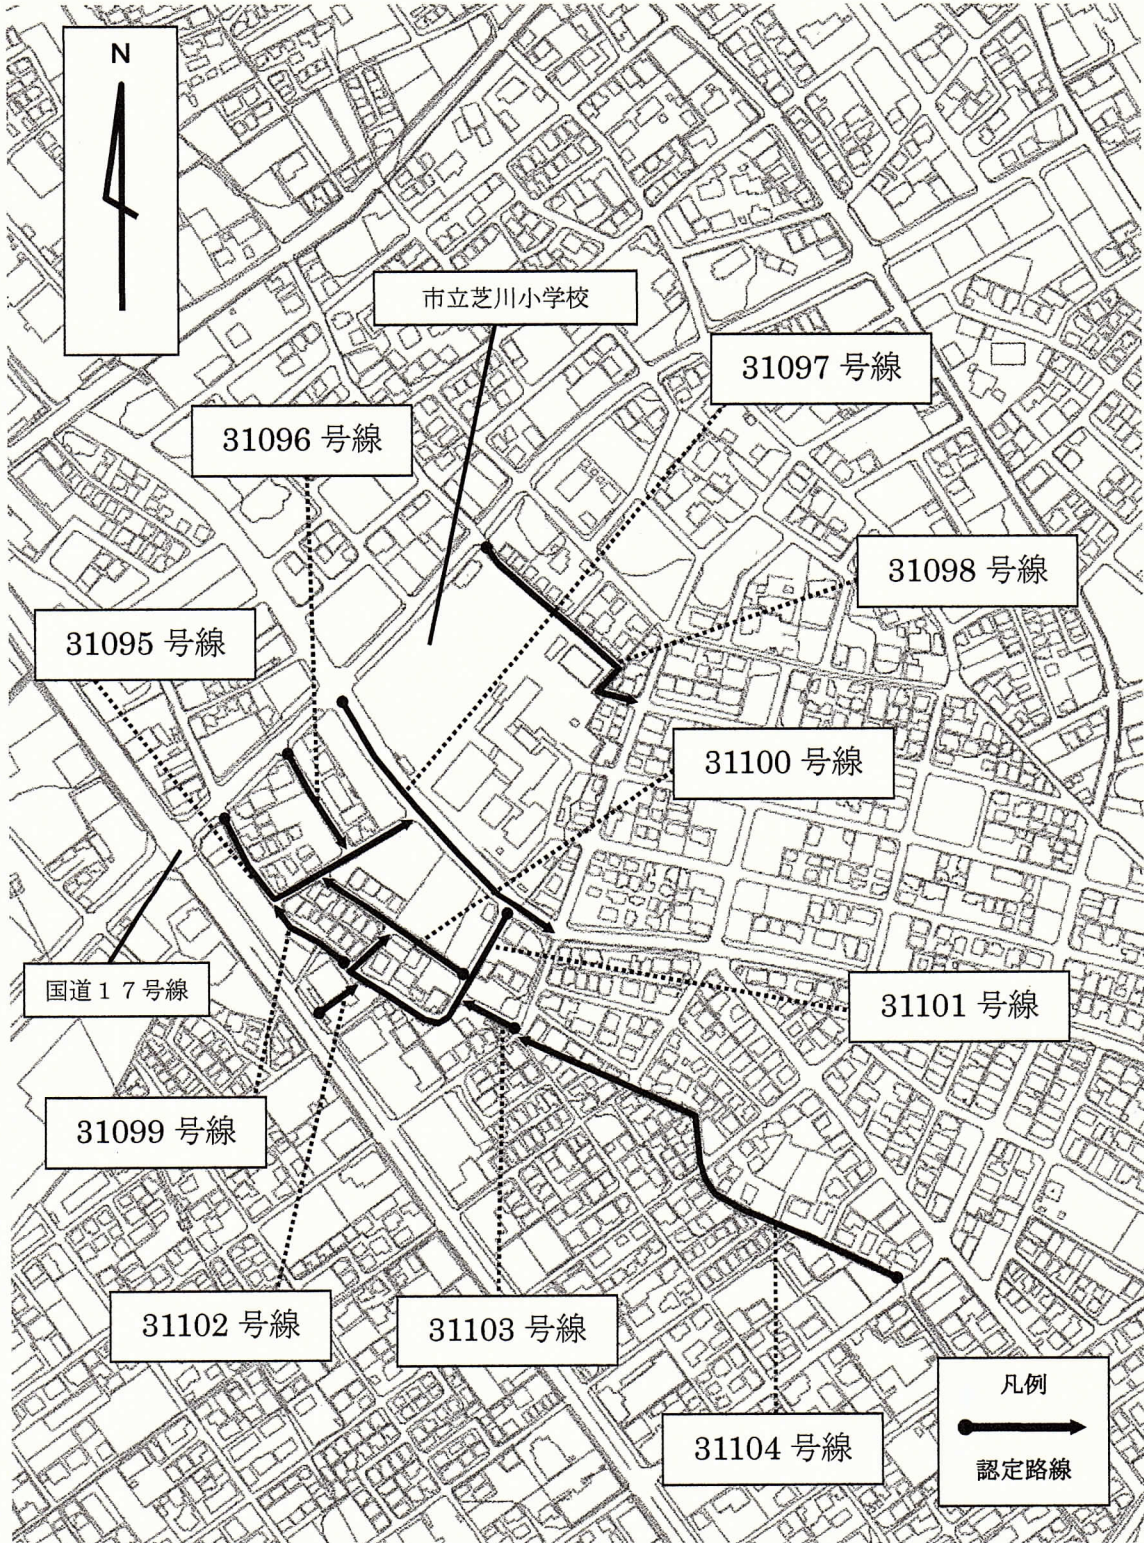 N
市立芝川小学校
31097 号線
31096 号線
31098 号線
31095 号線
31100 号線
国道１７号線
31101 号線
31099 号線
31102 号線
31103 号線
31104 号線
凡例
認定路線